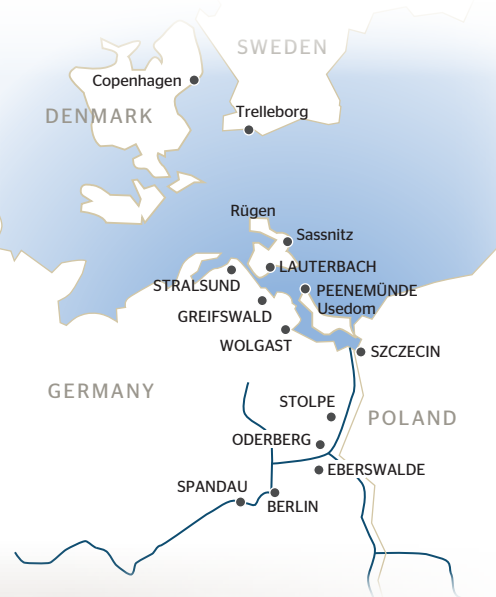 SWEDEN
Copenhagen
DENMARK
Trelleborg
Rügen
Sassnitz
LAUTERBACH
STRALSUND
PEENEMÜNDE
Usedom
GREIFSWALD
WOLGAST
SZCZECIN
GERMANY
STOLPE
POLAND
ODERBERG
EBERSWALDE
SPANDAU
BERLIN